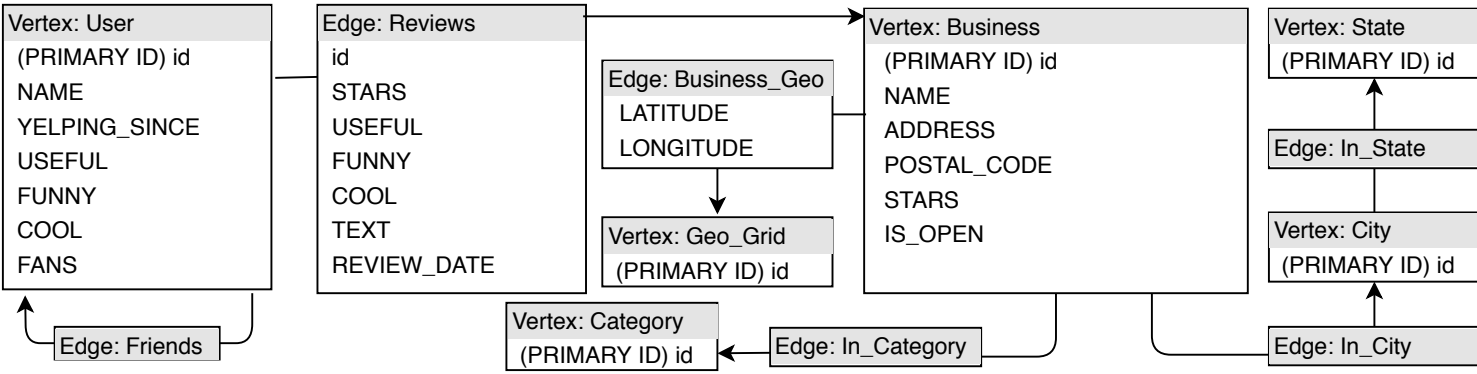 Vertex: User
(PRIMARY ID) id
NAME
YELPING_SINCE
USEFUL
FUNNY
COOL
FANS
Edge: Friends
Edge: Reviews
id
STARS
USEFUL
FUNNY
COOL
TEXT
REVIEW_DATE
Edge: Business_Geo
LATITUDE
LONGITUDE
Vertex: Geo_Grid
(PRIMARY ID) id
Vertex: Category
(PRIMARY ID) id
Edge: In_Category
Vertex: Business
(PRIMARY ID) id
NAME
ADDRESS
POSTAL_CODE
STARS
IS_OPEN
Vertex: State
(PRIMARY ID) id
Edge: In_State
Vertex: City
(PRIMARY ID) id
Edge: In_City